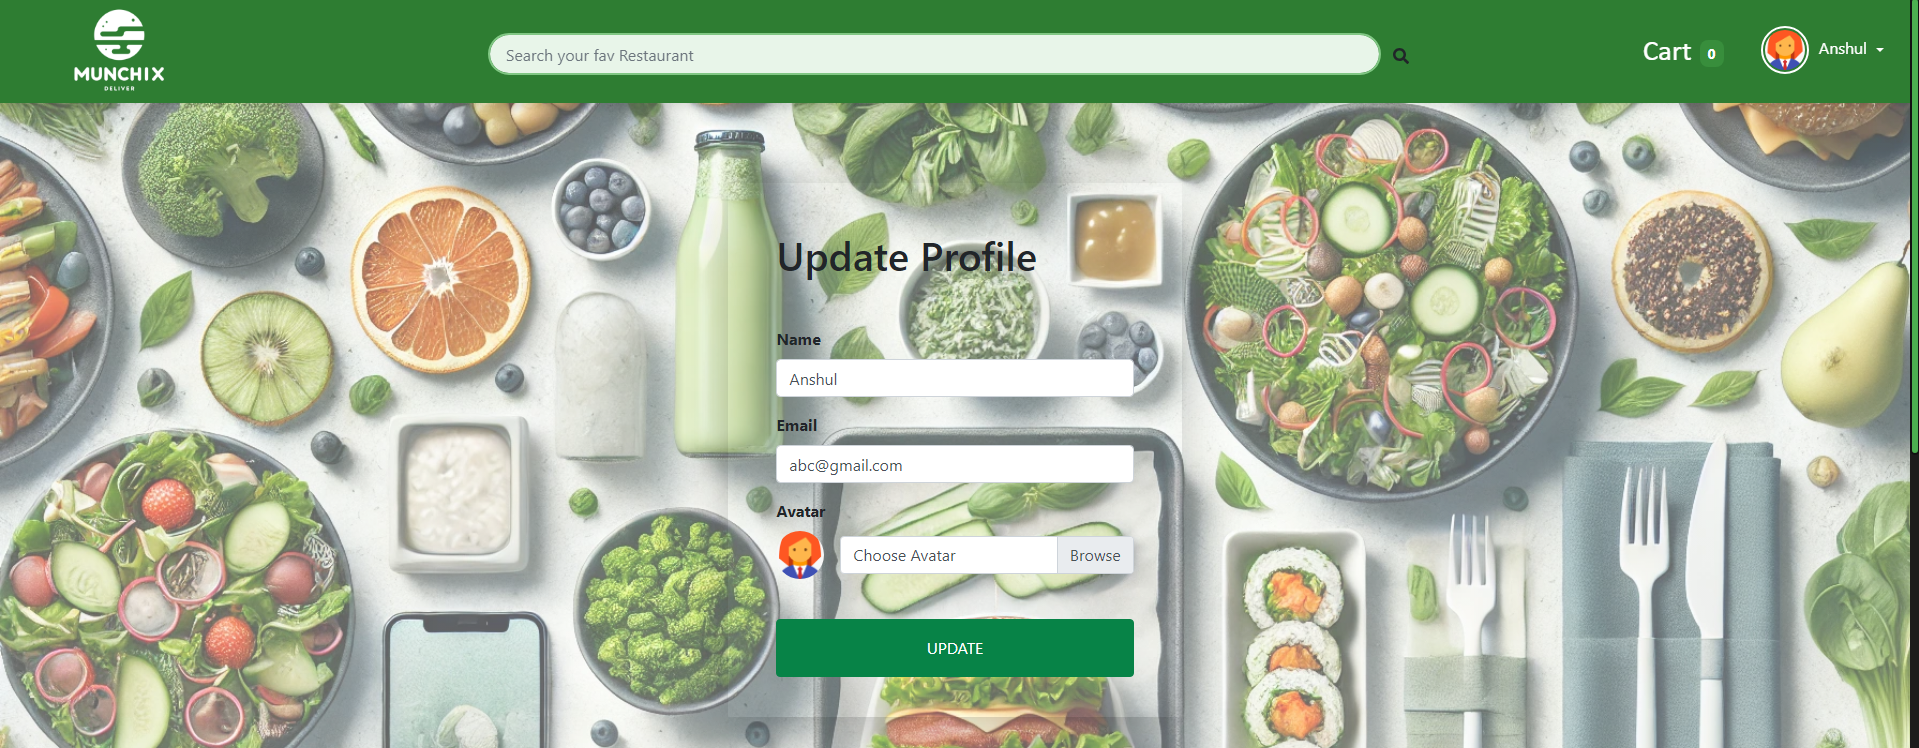 MUNCHIX
DELIVER
Search your fav Restaurant
Cart 0
Anshul
Update Profile
Name
Anshul
Email
abc@gmail.com
Avatar
Choose Avatar Browse
UPDATE